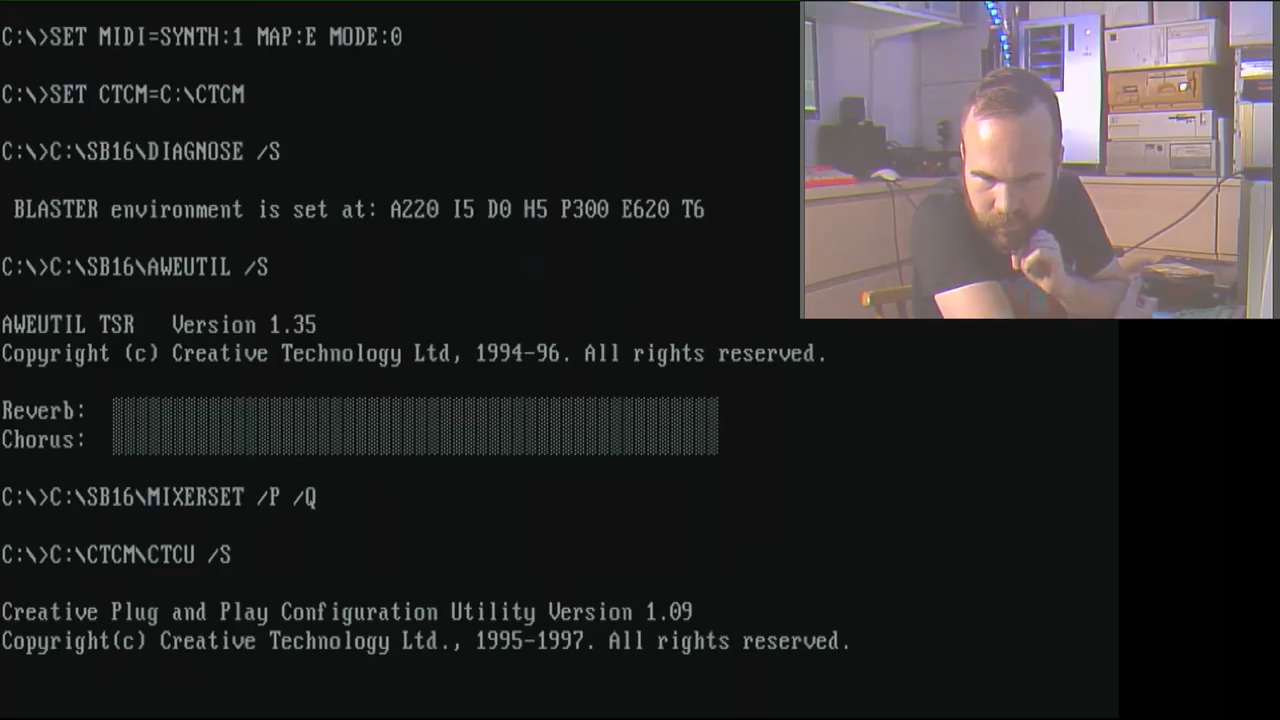 C:\>SET MIDI=SYNTH:1 MAP:E MODE:0
C:\>SET CTCM=C:\CTCM
C:\>C:\SB16\DIAGNOSE /S
BLASTER environment is set at: A220 I5 D0 H5 P300 E620 T6
C:\>C:\SB16\AWEUTIL /S
AWEUTIL TSR   Version 1.35
Copyright (c) Creative Technology Ltd, 1994-96. All rights reserved.
Reverb:
Chorus:
C:\>C:\SB16\MIXERSET /P /Q
C:\>C:\CTCM\CTCU /S
Creative Plug and Play Configuration Utility Version 1.09
Copyright(c) Creative Technology Ltd., 1995-1997. All rights reserved.